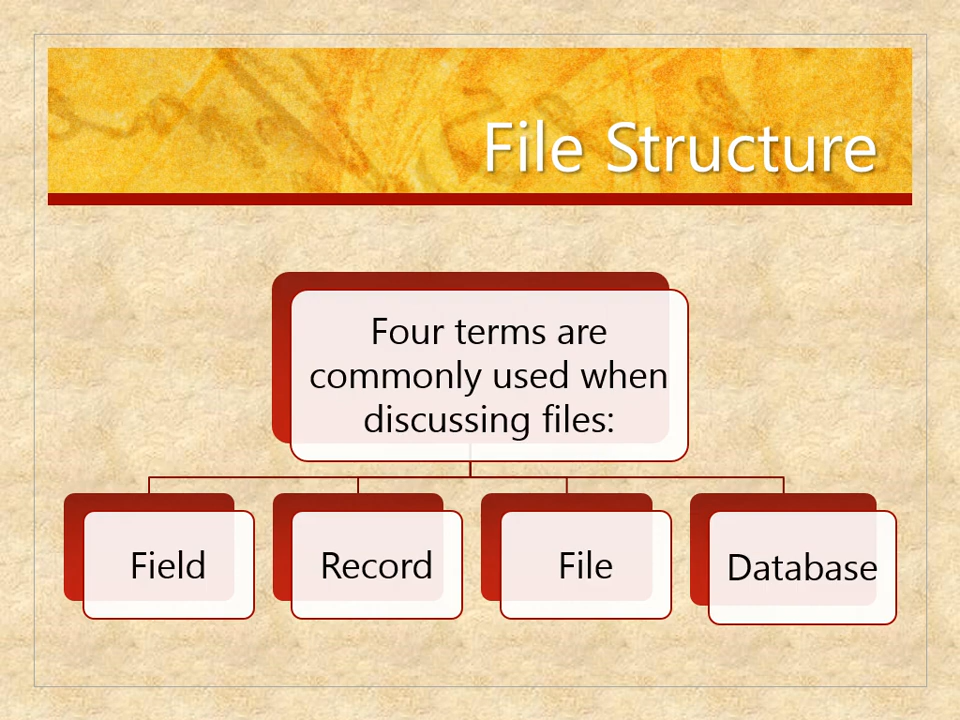 File Structure
Four terms are
commonly used when
discussing files:
Field
Record
File
Database